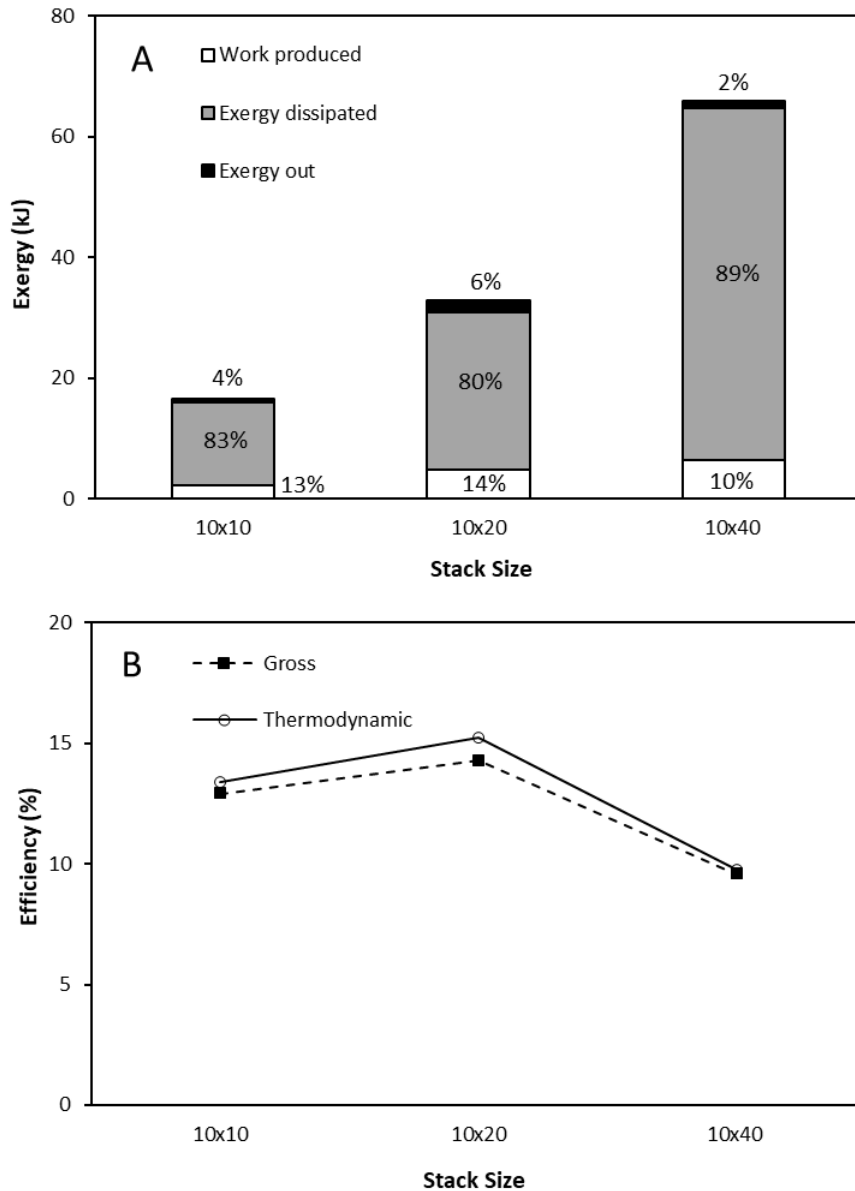 A
Work produced
Exergy dissipated
Exergy out
Exergy (kJ)
80
60
40
20
0
4%
83%
13%
6%
80%
14%
2%
89%
10%
10x10 10x20 10x40
Stack Size
B
Gross
Thermodynamic
Efficiency (%)
20
15
10
5
0
10x10 10x20 10x40
Stack Size